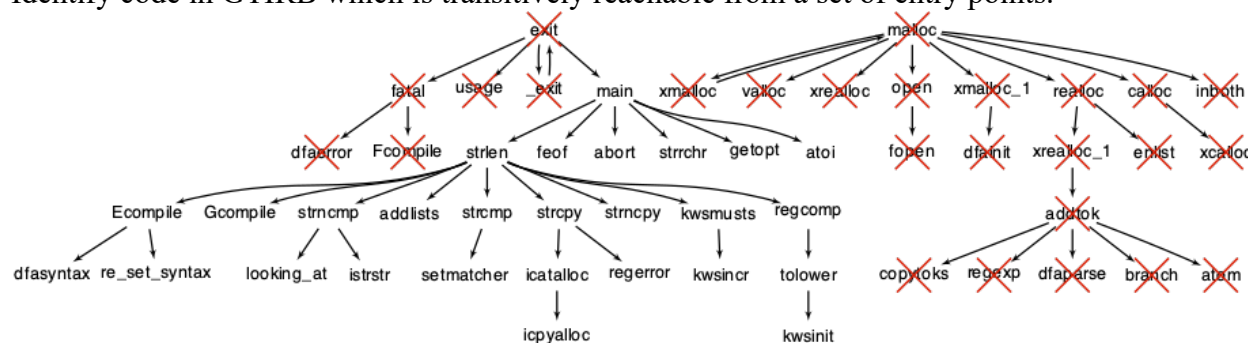 Identify code in GTIRB which is transitively reachable from a set of entry points.
exit malloc
fatal usage _exit main xmalloc valloc xrealloc open xmalloc_1 realloc calloc inboth
dfaerror Fcompile strlen feof abort strrchr getopt atoi fopen dfainit xrealloc_1 enlist xcalloc
Ecompile Gcompile strncmp addlists strcmp strcpy strncpy kwsmusts regcomp addtok
dfasyntax re_set_syntax looking_at istrstr setmatcher icatalloc regerror kwsincr tolower copytoks regexp dfaparse branch atom
icpyalloc kwsinit